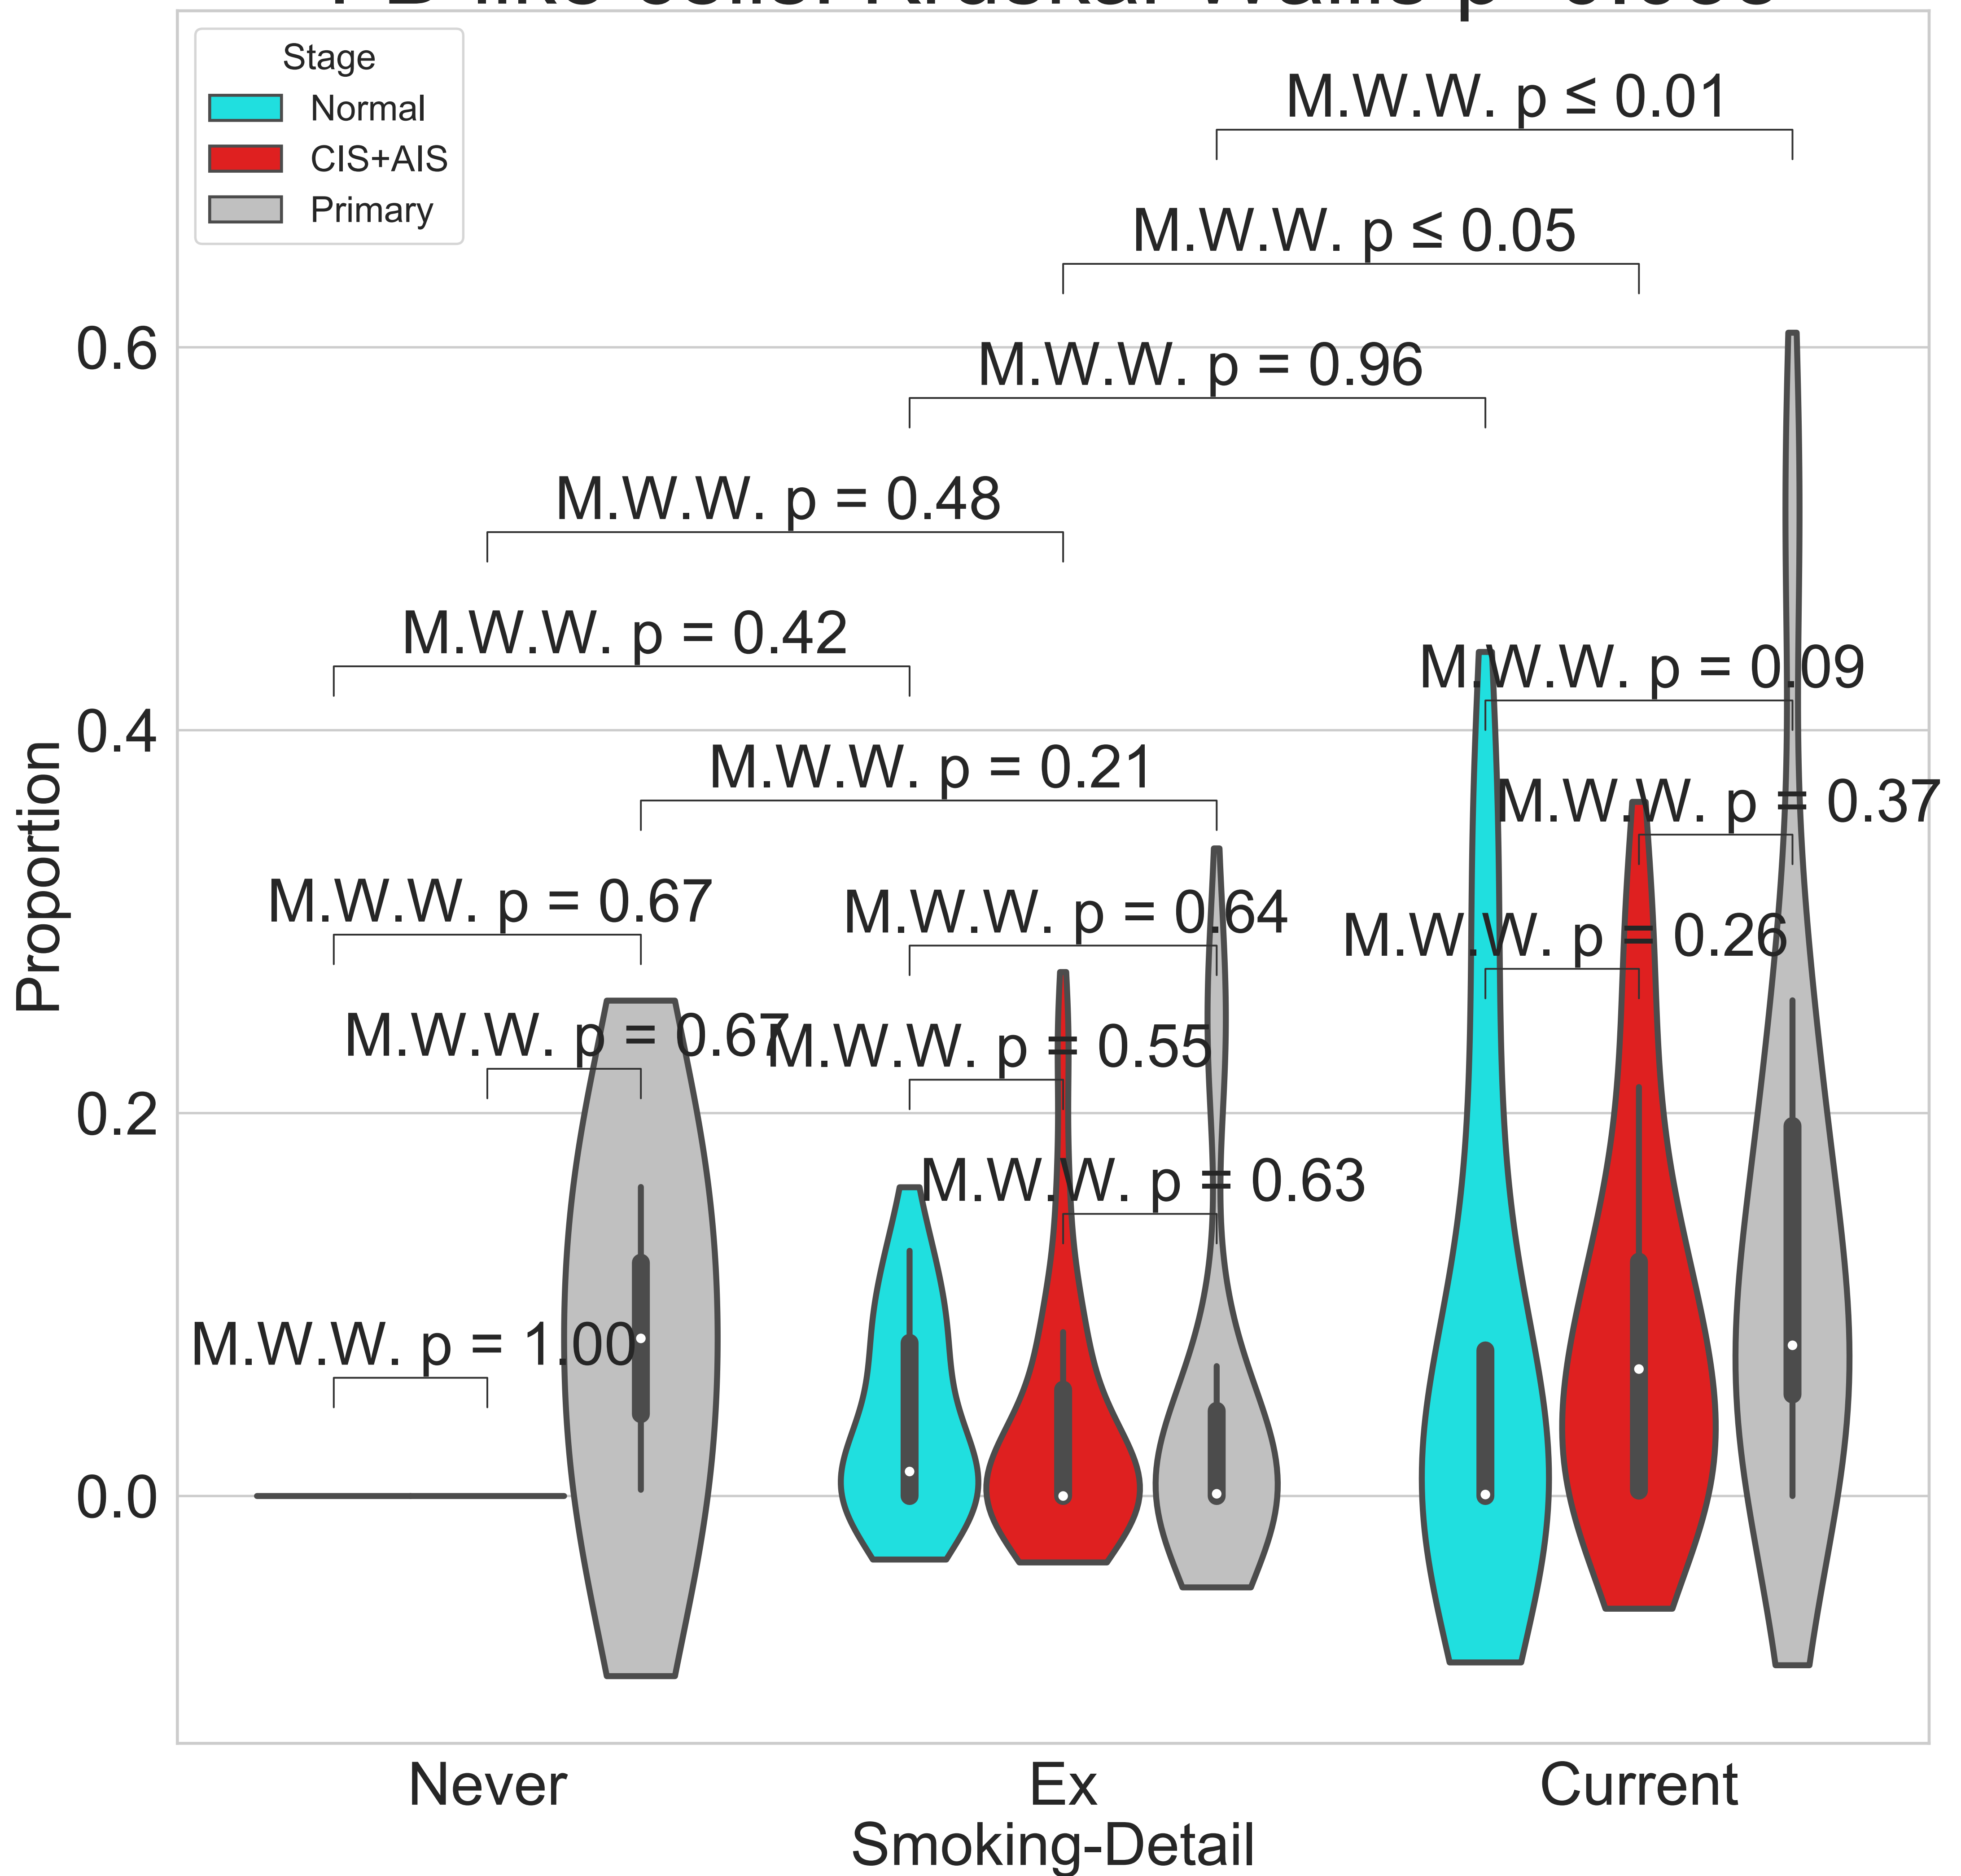 Stage
Normal
CIS+AIS
Primary
M.W.W. p ≤ 0.01
M.W.W. p ≤ 0.05
M.W.W. p = 0.96
M.W.W. p = 0.48
M.W.W. p = 0.42
M.W.W. p = 0.09
M.W.W. p = 0.21
M.W.W. p = 0.37
M.W.W. p = 0.67
M.W.W. p = 0.64
M.W.W. p = 0.26
M.W.W. p = 0.67
M.W.W. p = 0.55
M.W.W. p = 0.63
M.W.W. p = 1.00
0.6
0.4
0.2
0.0
Proportion
Never
Ex
Current
Smoking-Detail